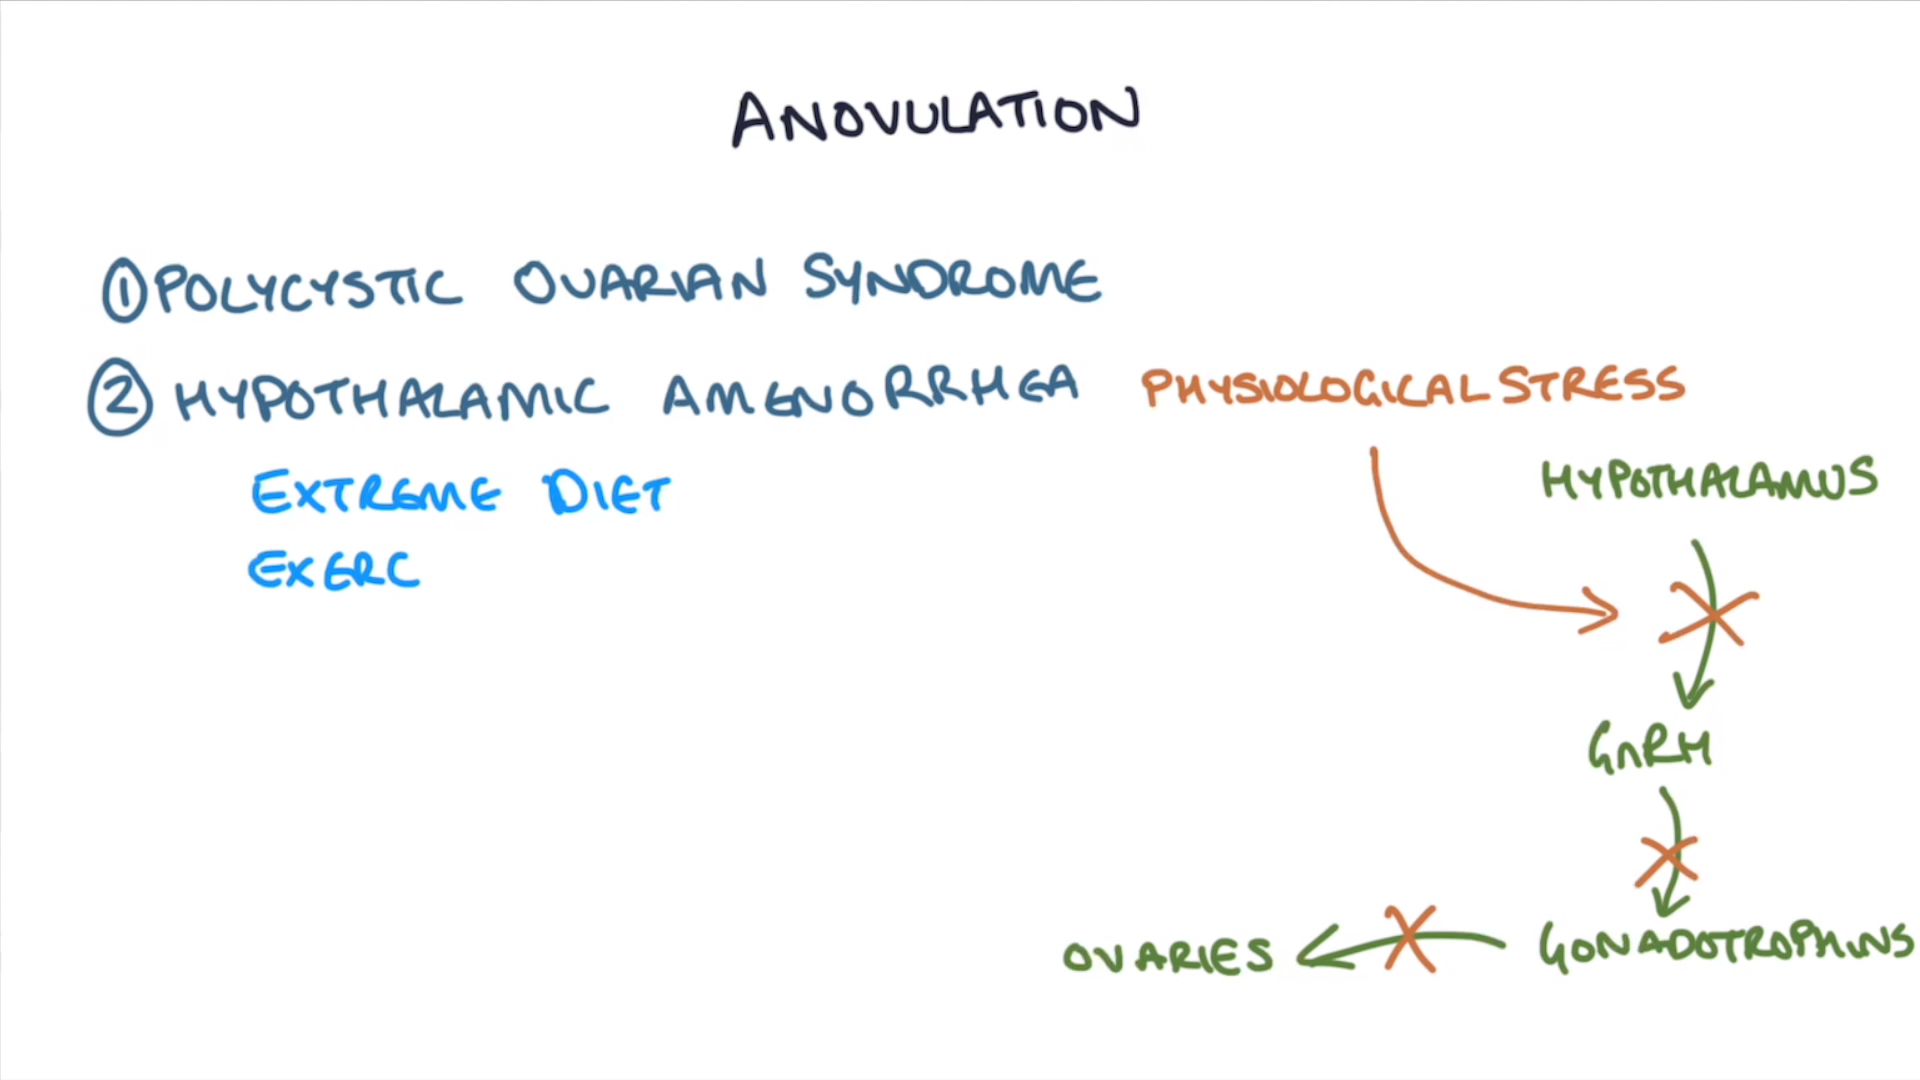 ANOVULATION
① POLYCYSTIC OVARIAN SYNDROME
② HYPOTHALAMIC AMENORRHEA PHYSIOLOGICAL STRESS
EXTREME DIET
EXERC
HYPOTHALAMUS
GnRH
GONADOTROPHINS
OVARIES